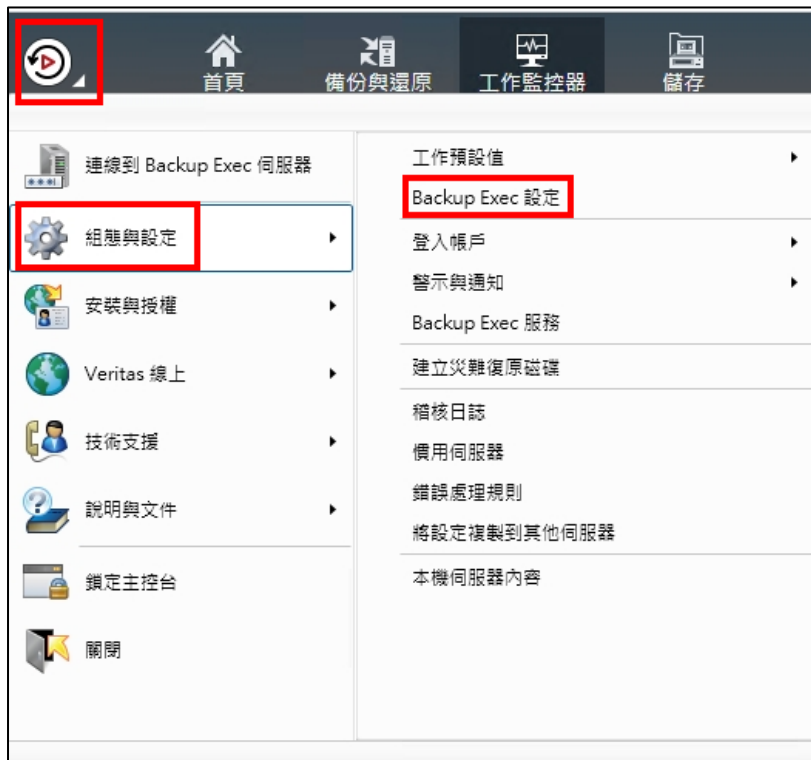 首頁
備份與還原
工作監控器
儲存
連線到 Backup Exec 伺服器
組態與設定
安裝與授權
Veritas 線上
技術支援
說明與文件
鎖定主控台
關閉
工作預設值
Backup Exec 設定
登入帳戶
警示與通知
Backup Exec 服務
建立災難復原磁碟
稽核日誌
慣用伺服器
錯誤處理規則
將設定複製到其他伺服器
本機伺服器內容